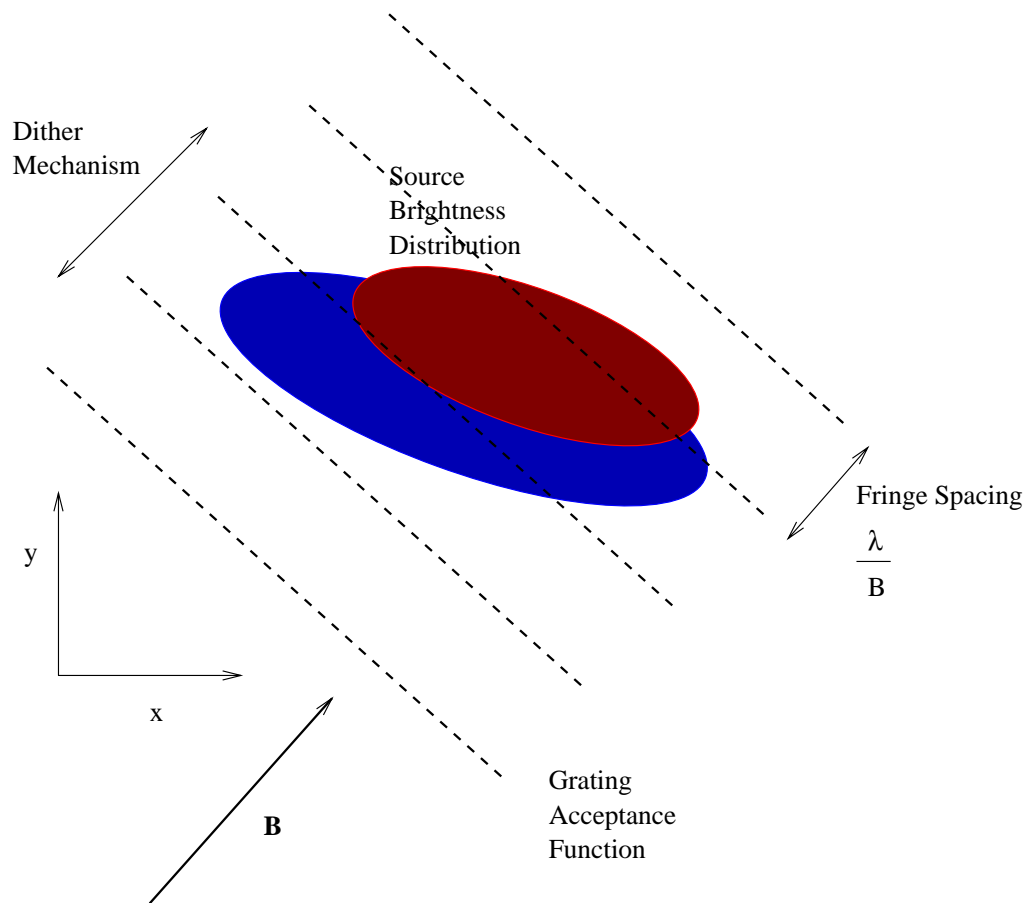 Dither
Mechanism
Source
Brightness
Distribution
Fringe Spacing
λ
B
y
x
B
Grating
Acceptance
Function